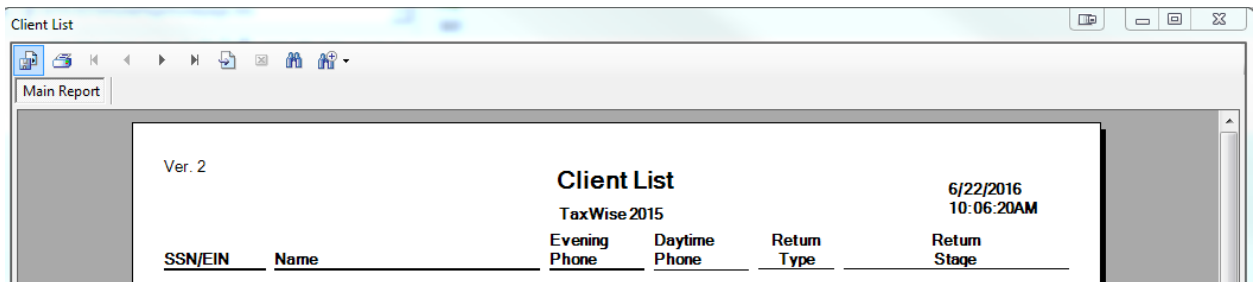 Client List
Main Report
Ver. 2
Client List
6/22/2016
TaxWise 2015
10:06:20AM
Evening Daytime Return Return
SSN/EIN Name Phone Phone Type Stage